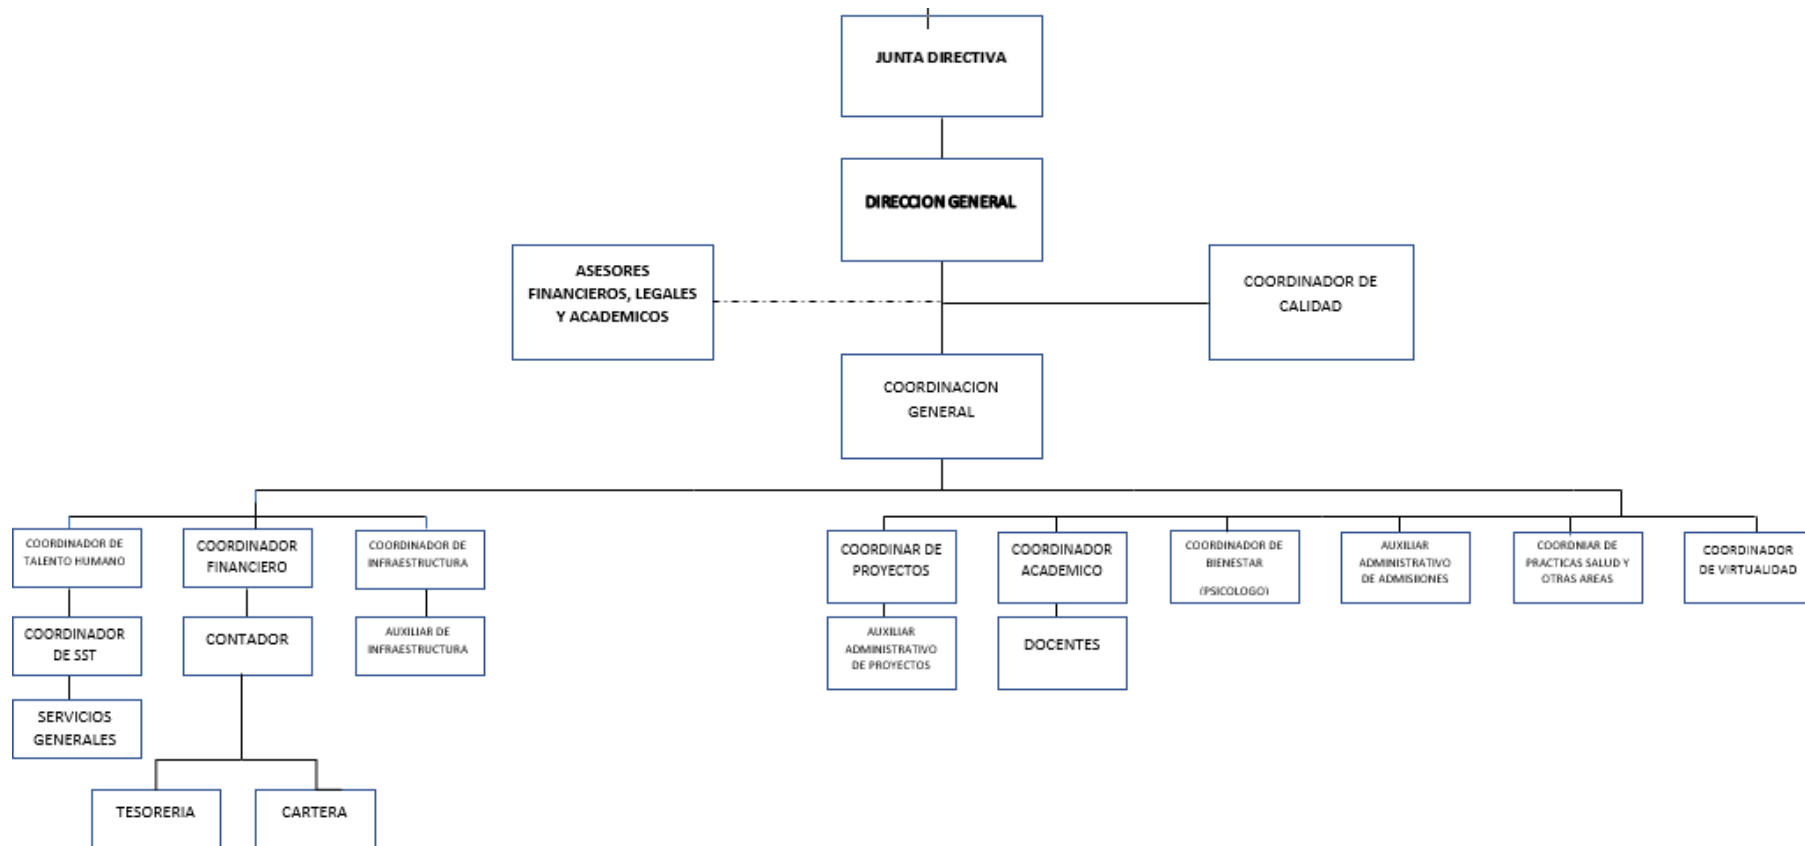 JUNTA DIRECTIVA
DIRECCION GENERAL
ASESORES
FINANCIEROS, LEGALES
Y ACADEMICOS
COORDINADOR DE
CALIDAD
COORDINACION
GENERAL
COORDINADOR DE
TALENTO HUMANO
COORDINADOR
FINANCIERO
COORDINADOR DE
INFRAESTRUCTURA
COORDINAR DE
PROYECTOS
COORDINADOR
ACADEMICO
COORDINADOR DE
BIENESTAR
(PSICOLOGO)
AUXILIAR
ADMINISTRATIVO
DE ADMISIIONES
COORDNIAR DE
PRACTICAS SALUD Y
OTRAS AREAS
COORDINADOR
DE VIRTUALIDAD
COORDINADOR
DE SST
CONTADOR
AUXILIAR DE
INFRAESTRUCTURA
AUXILIAR
ADMINISTRATIVO
DE PROYECTOS
DOCENTES
SERVICIOS
GENERALES
TESORERIA
CARTERA